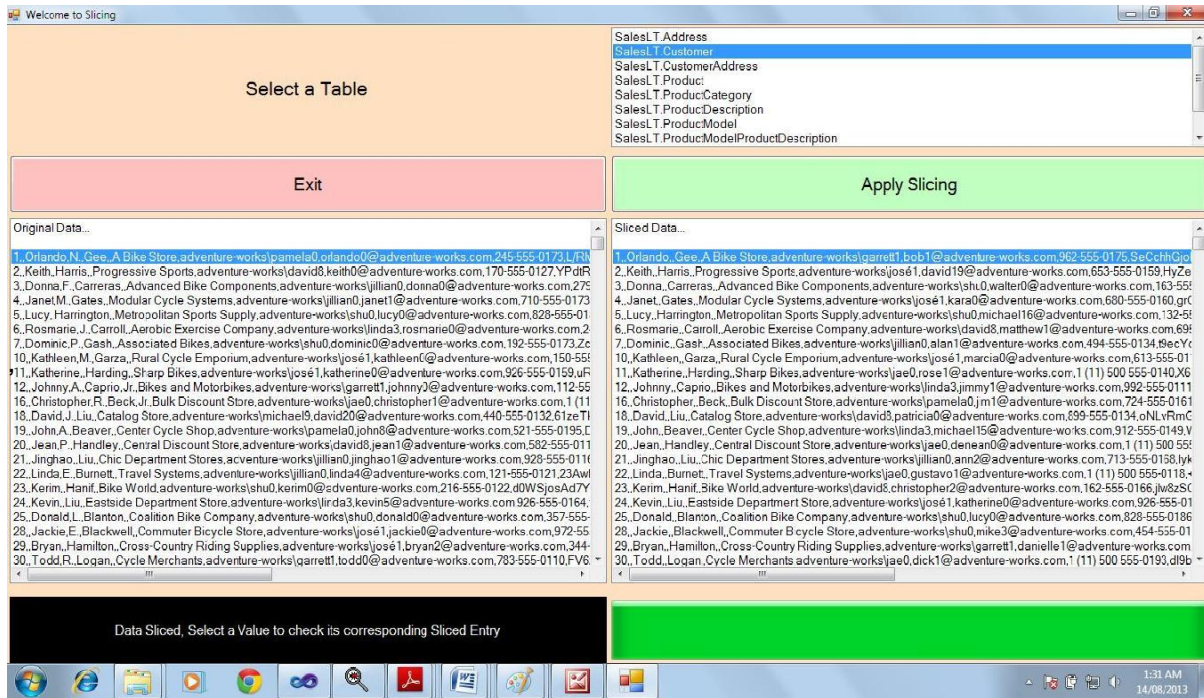 Welcome to Slicing
Select a Table
SalesLT.Address
SalesLT.Customer
SalesLT.CustomerAddress
SalesLT.Product
SalesLT.ProductCategory
SalesLT.ProductDescription
SalesLT.ProductModel
SalesLT.ProductModelProductDescription
Exit
Apply Slicing
Original Data...
1,,Orlando,N.,Gee,,A Bike Store,adventure-works\pamela0,orlando0@adventure-works.com,245-555-0173,L/Rlv
2,,Keith,,Harris,,Progressive Sports,adventure-works\david8,keith0@adventure-works.com,170-555-0127,YPdtR
3,,Donna,F.,Carreras,,Advanced Bike Components,adventure-works\jillian0,donna0@adventure-works.com,279
4,,Janet,M.,Gates,,Modular Cycle Systems,adventure-works\jillian0,janet1@adventure-works.com,710-555-0173
5,,Lucy,,Harrington,,Metropolitan Sports Supply,adventure-works\shu0,lucy0@adventure-works.com,828-555-01
6,,Rosmarie,J.,Carroll,,Aerobic Exercise Company,adventure-works\linda3,rosmarie0@adventure-works.com,2
7,,Dominic,P.,Gash,,Associated Bikes,adventure-works\shu0,dominic0@adventure-works.com,192-555-0173,Zc
10,,Kathleen,M.,Garza,,Rural Cycle Emporium,adventure-works\josé1,kathleen0@adventure-works.com,150-555
11,,Katherine,,Harding,,Sharp Bikes,adventure-works\josé1,katherine0@adventure-works.com,926-555-0159,uR
12,,Johnny,A.,Caprio,Jr.,Bikes and Motorbikes,adventure-works\garrett1,johnny0@adventure-works.com,112-55
16,,Christopher,R.,Beck,Jr.,Bulk Discount Store,adventure-works\jae0,christopher1@adventure-works.com,1 (11
18,,David,J.,Liu,,Catalog Store,adventure-works\michael9,david20@adventure-works.com,440-555-0132,61zeTl
19,,John,A.,Beaver,,Center Cycle Shop,adventure-works\pamela0,john8@adventure-works.com,521-555-0195,D
20,,Jean,P.,Handley,,Central Discount Store,adventure-works\david8,jean1@adventure-works.com,582-555-011
21,,Jinghao,,Liu,,Chic Department Stores,adventure-works\jillian0,jinghao1@adventure-works.com,928-555-0116
22,,Linda,E.,Burnett,,Travel Systems,adventure-works\jillian0,linda4@adventure-works.com,121-555-0121,23Awl
23,,Kerim,,Hanif,,Bike World,adventure-works\shu0,kerim0@adventure-works.com,216-555-0122,d0WSjosAd7Y
24,,Kevin,,Liu,,Eastside Department Store,adventure-works\linda3,kevin5@adventure-works.com,926-555-0164,
25,,Donald,L.,Blanton,,Coalition Bike Company,adventure-works\shu0,donald0@adventure-works.com,357-555-
28,,Jackie,E.,Blackwell,,Commuter Bicycle Store,adventure-works\josé1,jackie0@adventure-works.com,972-55
29,,Bryan,,Hamilton,,Cross-Country Riding Supplies,adventure-works\josé1,bryan2@adventure-works.com,344-
30,,Todd,R.,Logan,,Cycle Merchants,adventure-works\garrett1,todd0@adventure-works.com,783-555-0110,FV6
Sliced Data...
1,,Orlando,,Gee,,A Bike Store,adventure-works\garrett1,bob1@adventure-works.com,962-555-0175,SeCchhGjol
2,,Keith,,Harris,,Progressive Sports,adventure-works\josé1,david19@adventure-works.com,653-555-0159,HyZe
3,,Donna,,Carreras,,Advanced Bike Components,adventure-works\shu0,walter0@adventure-works.com,163-555
4,,Janet,,Gates,,Modular Cycle Systems,adventure-works\josé1,kara0@adventure-works.com,680-555-0160,grC
5,,Lucy,,Harrington,,Metropolitan Sports Supply,adventure-works\shu0,michael16@adventure-works.com,132-55
6,,Rosmarie,,Carroll,,Aerobic Exercise Company,adventure-works\david8,matthew1@adventure-works.com,695
7,,Dominic,,Gash,,Associated Bikes,adventure-works\jillian0,alan1@adventure-works.com,494-555-0134,t9ecYc
10,,Kathleen,,Garza,,Rural Cycle Emporium,adventure-works\josé1,marcia0@adventure-works.com,613-555-01
11,,Katherine,,Harding,,Sharp Bikes,adventure-works\jae0,rose1@adventure-works.com,1 (11) 500 555-0140,X6
12,,Johnny,,Caprio,,Bikes and Motorbikes,adventure-works\linda3,jimmy1@adventure-works.com,992-555-0111
16,,Christopher,,Beck,,Bulk Discount Store,adventure-works\pamela0,jim1@adventure-works.com,724-555-0161
18,,David,,Liu,,Catalog Store,adventure-works\david8,patricia0@adventure-works.com,899-555-0134,oNLvRmC
19,,John,,Beaver,,Center Cycle Shop,adventure-works\linda3,michael15@adventure-works.com,912-555-0149,V
20,,Jean,,Handley,,Central Discount Store,adventure-works\jae0,denean0@adventure-works.com,1 (11) 500 555
21,,Jinghao,,Liu,,Chic Department Stores,adventure-works\jillian0,ann2@adventure-works.com,713-555-0168,lyk
22,,Linda,,Burnett,,Travel Systems,adventure-works\jae0,gustavo1@adventure-works.com,1 (11) 500 555-0118,
23,,Kerim,,Hanif,,Bike World,adventure-works\david8,christopher2@adventure-works.com,162-555-0166,jlw8zSC
24,,Kevin,,Liu,,Eastside Department Store,adventure-works\josé1,katherine0@adventure-works.com,926-555-01
25,,Donald,,Blanton,,Coalition Bike Company,adventure-works\shu0,lucy0@adventure-works.com,828-555-0186
28,,Jackie,,Blackwell,,Commuter Bicycle Store,adventure-works\shu0,mike3@adventure-works.com,454-555-01
29,,Bryan,,Hamilton,,Cross-Country Riding Supplies,adventure-works\garrett1,danielle1@adventure-works.com
30,,Todd,,Logan,,Cycle Merchants,adventure-works\jae0,dick1@adventure-works.com,1 (11) 500 555-0193,dl9b
Data Sliced, Select a Value to check its corresponding Sliced Entry
1:31 AM
14/08/2013